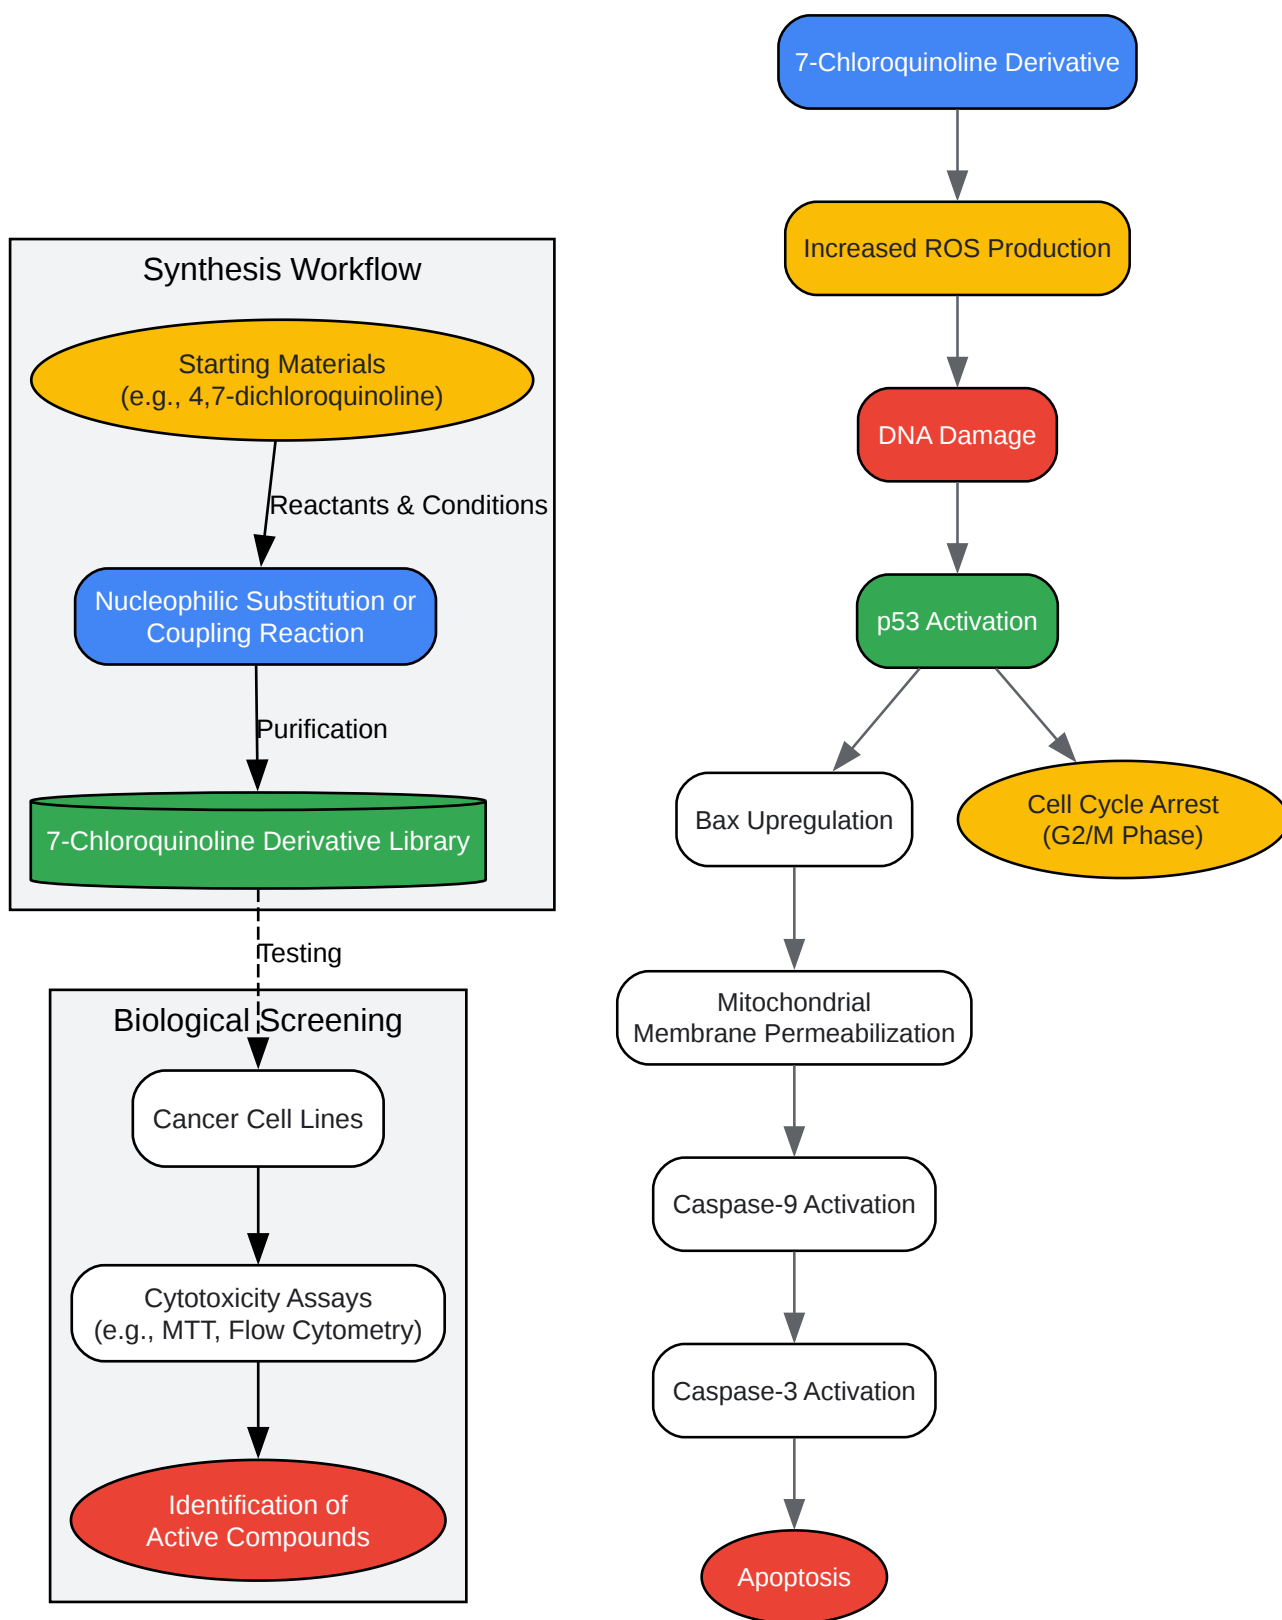 Synthesis Workflow
Starting Materials
(e.g., 4,7-dichloroquinoline)
Reactants & Conditions
Nucleophilic Substitution or
Coupling Reaction
Purification
7-Chloroquinoline Derivative Library
Testing
Biological Screening
Cancer Cell Lines
Cytotoxicity Assays
(e.g., MTT, Flow Cytometry)
Identification of
Active Compounds
7-Chloroquinoline Derivative
Increased ROS Production
DNA Damage
p53 Activation
Bax Upregulation
Cell Cycle Arrest
(G2/M Phase)
Mitochondrial
Membrane Permeabilization
Caspase-9 Activation
Caspase-3 Activation
Apoptosis